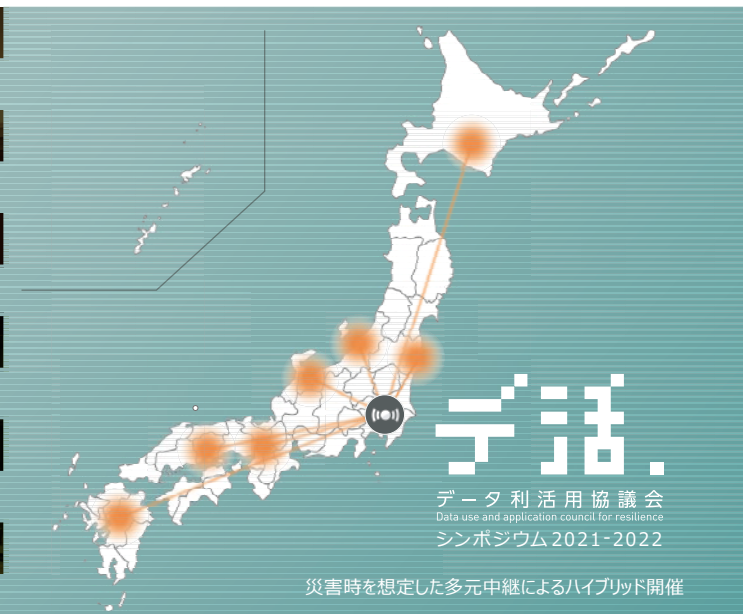 デ活.
データ利活用協議会
Data use and application council for resilience
シンポジウム2021-2022
災害時を想定した多元中継によるハイブリッド開催